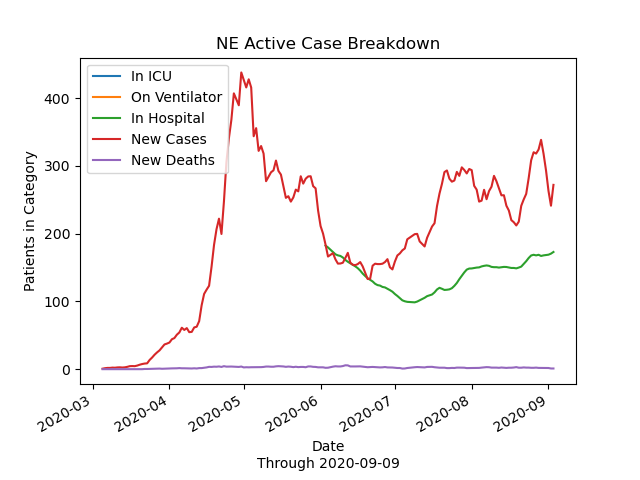 NE Active Case Breakdown
In ICU
On Ventilator
In Hospital
New Cases
New Deaths
Patients in Category
400
300
200
100
0
2020-03
2020-04
2020-05
2020-06
2020-07
2020-08
2020-09
Date
Through 2020-09-09